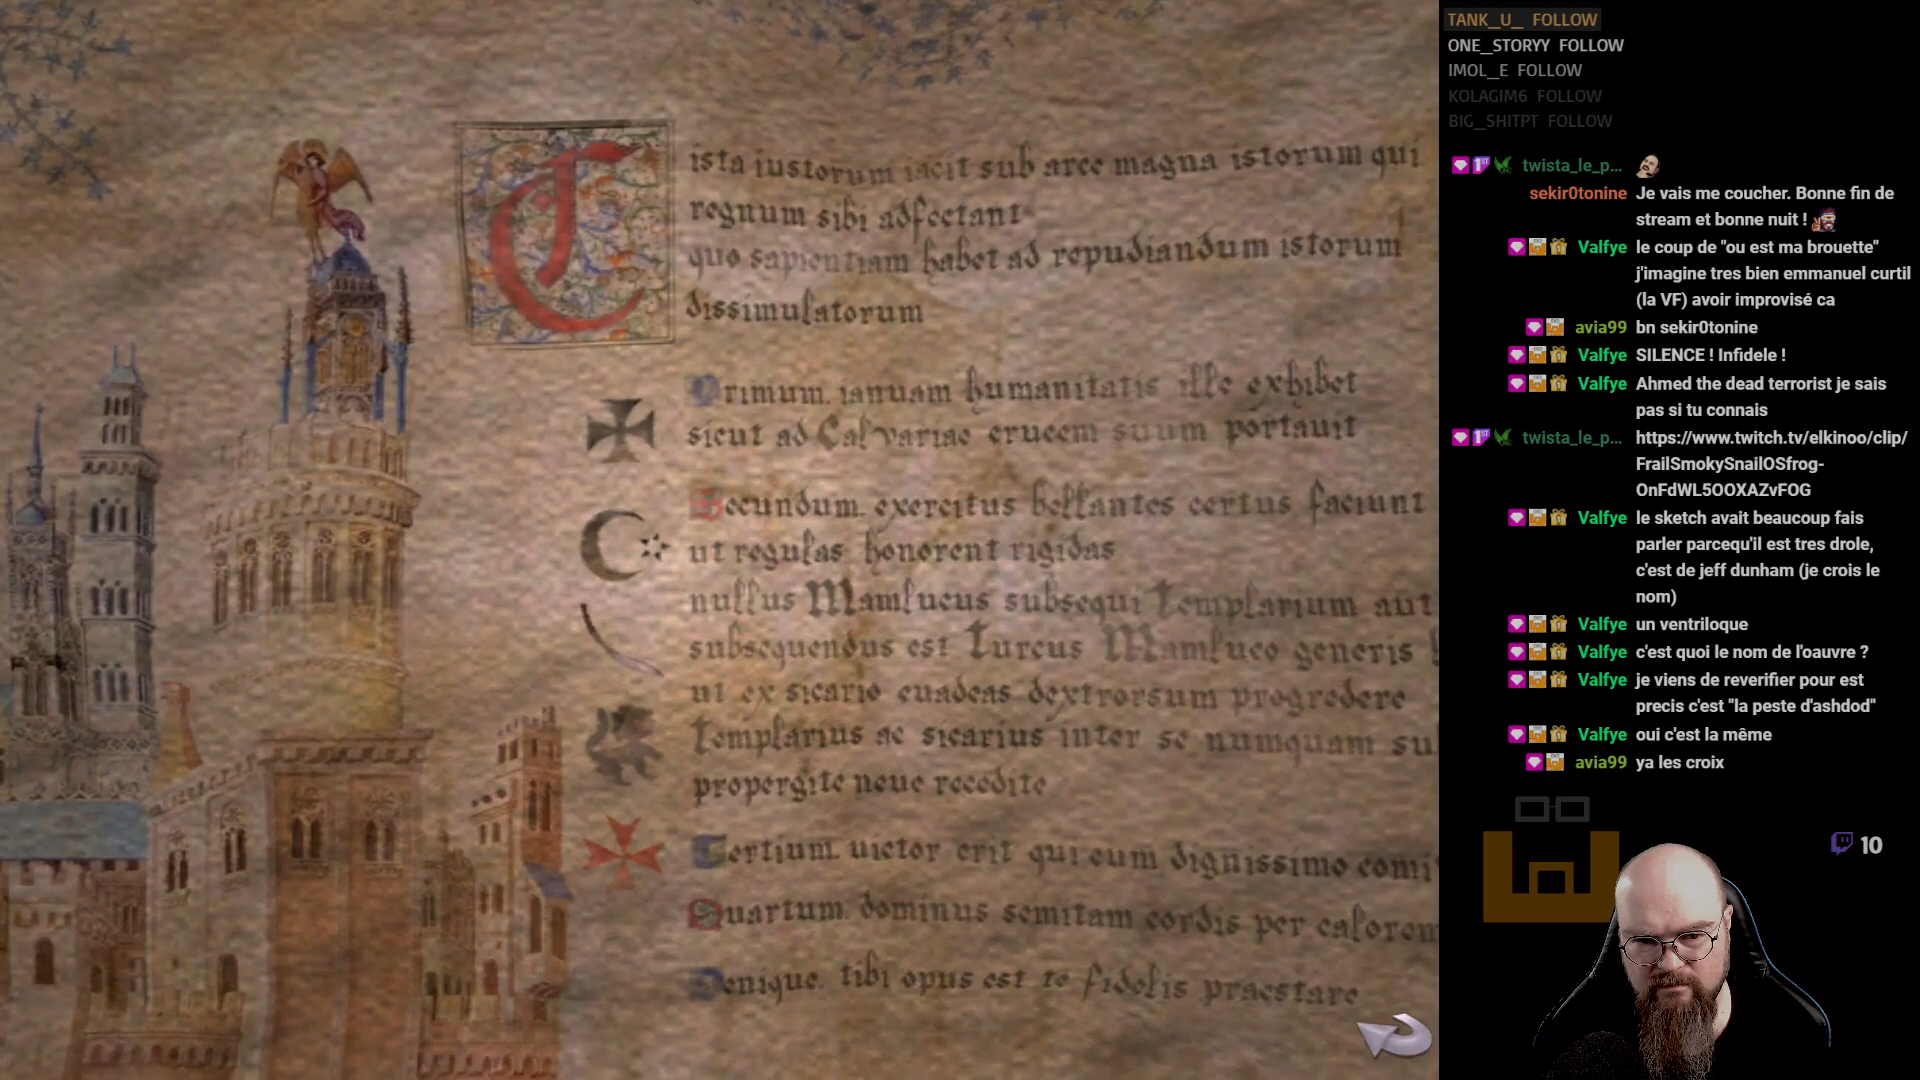 Cista iustorum iacit sub arce magna istorum qui
regnum sibi adfectant
quo sapientiam habet ad repudiandum istorum
dissimulatorum
Primum. ianuam humanitatis ille exhibet
sicut ad Calvariae crucem suum portauit
Secundum. exercitus bellantes certus faciunt
ut regulas honorent rigidas
nullus Mamlucus subsequi Templarium aut
subsequendus est Turcus Mamluco generis
ut ex sicario euadeas dextrorsum progredere
Templarius ac sicarius inter se numquam su
propergite neue recedite
Tertium. uictor erit qui eum dignissimo comi
Quartum. dominus semitam cordis per calorem
Denique. tibi opus est te fidelis praestare
TANK_U_ FOLLOW
ONE_STORYY FOLLOW
IMOL_E FOLLOW
KOLAGIM6 FOLLOW
BIG_SHITPT FOLLOW
twista_le_p...
sekir0tonine Je vais me coucher. Bonne fin de
stream et bonne nuit !
Valfye le coup de "ou est ma brouette"
j'imagine tres bien emmanuel curtil
(la VF) avoir improvisé ca
avia99 bn sekir0tonine
Valfye SILENCE ! Infidele !
Valfye Ahmed the dead terrorist je sais
pas si tu connais
twista_le_p... https://www.twitch.tv/elkinoo/clip/
FrailSmokySnailOSfrog-
OnFdWL5OOXAZvFOG
Valfye le sketch avait beaucoup fais
parler parcequ'il est tres drole,
c'est de jeff dunham (je crois le
nom)
Valfye un ventriloque
Valfye c'est quoi le nom de l'oauvre ?
Valfye je viens de reverifier pour est
precis c'est "la peste d'ashdod"
Valfye oui c'est la même
avia99 ya les croix
10